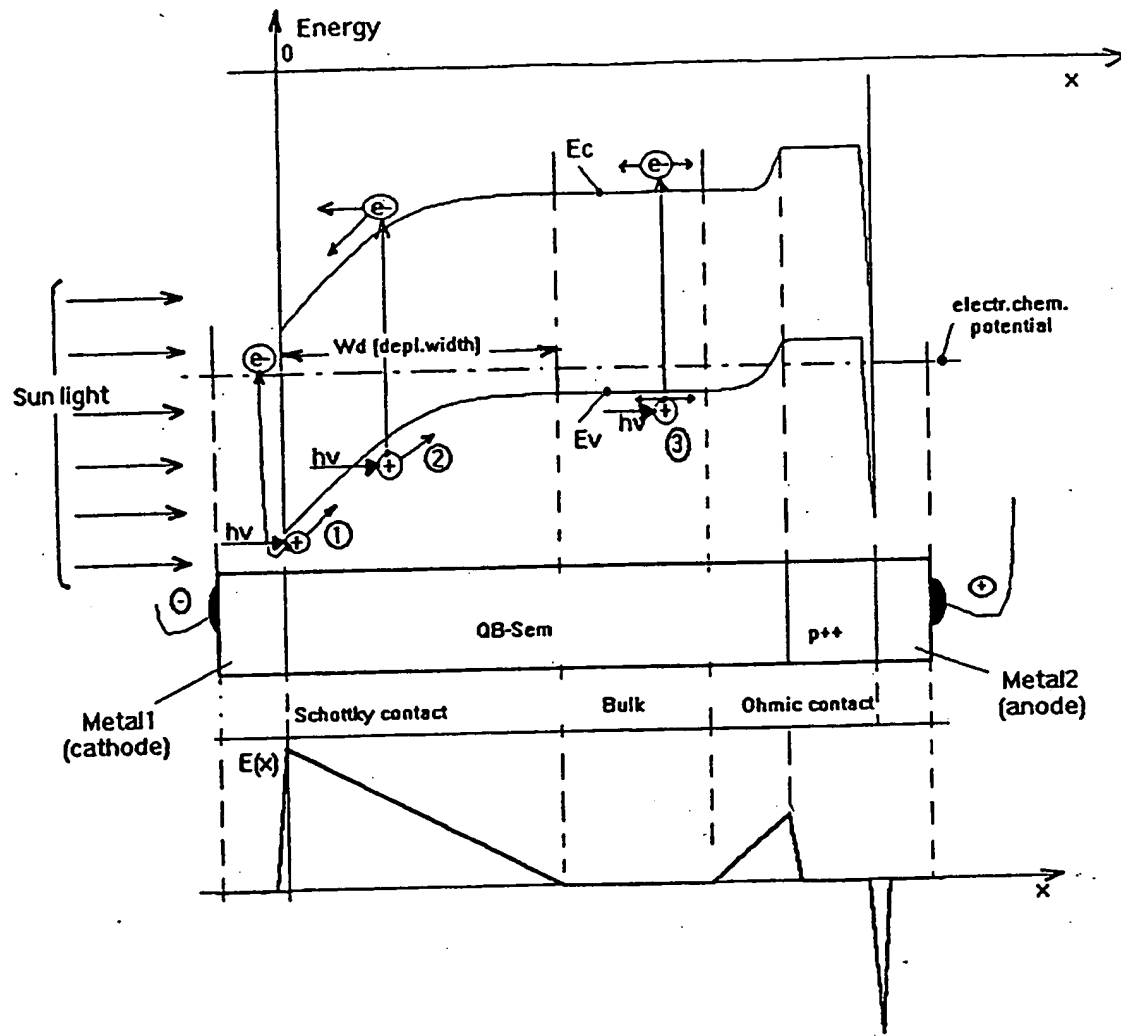 Energy
0
x
Ec
e-
e-
e-
electr.chem.
potential
Wd (depl.width)
Sun light
Ev
hν
③
hν
②
hν
①
⊖
⊕
QB-Sem
p++
Metal1
(cathode)
Schottky contact
Bulk
Ohmic contact
Metal2
(anode)
E(x)
x